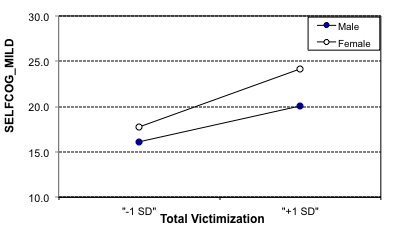 30.0
25.0
20.0
15.0
10.0
SELFCOG_MILD
Male
Female
"-1 SD"
"+1 SD"
Total Victimization